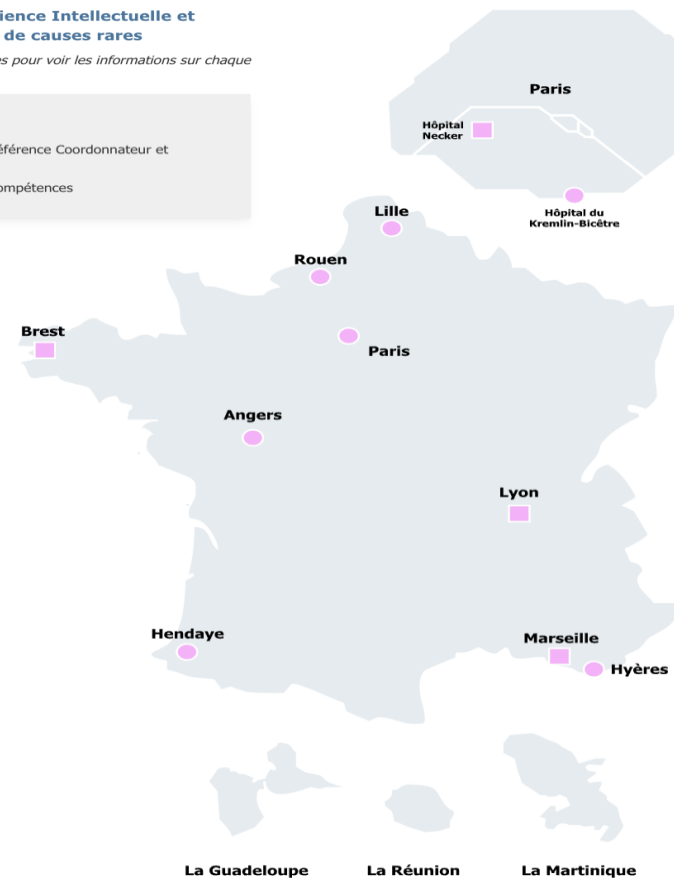 ience Intellectuelle et
de causes rares
s pour voir les informations sur chaque
éférence Coordonnateur et
ompétences
Paris
Hôpital
Necker
Hôpital du
Kremlin-Bicêtre
Lille
Rouen
Brest
Paris
Angers
Lyon
Hendaye
Marseille
Hyères
La Guadeloupe
La Réunion
La Martinique